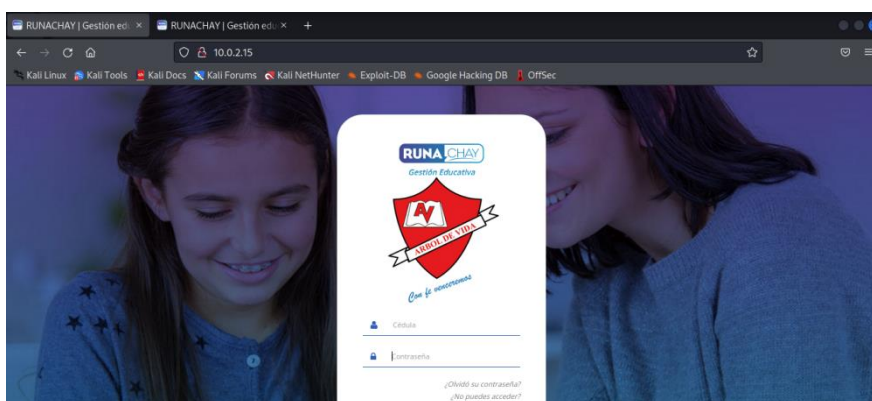 RUNACHAY | Gestión edu
RUNACHAY | Gestión edu
10.0.2.15
Kali Linux
Kali Tools
Kali Docs
Kali Forums
Kali NetHunter
Exploit-DB
Google Hacking DB
OffSec
RUNA CHAY
Gestión Educativa
AV
ARBOL DE VIDA
Con fe venceremos
Cédula
Contraseña
¿Olvidó su contraseña?
¿No puedes acceder?